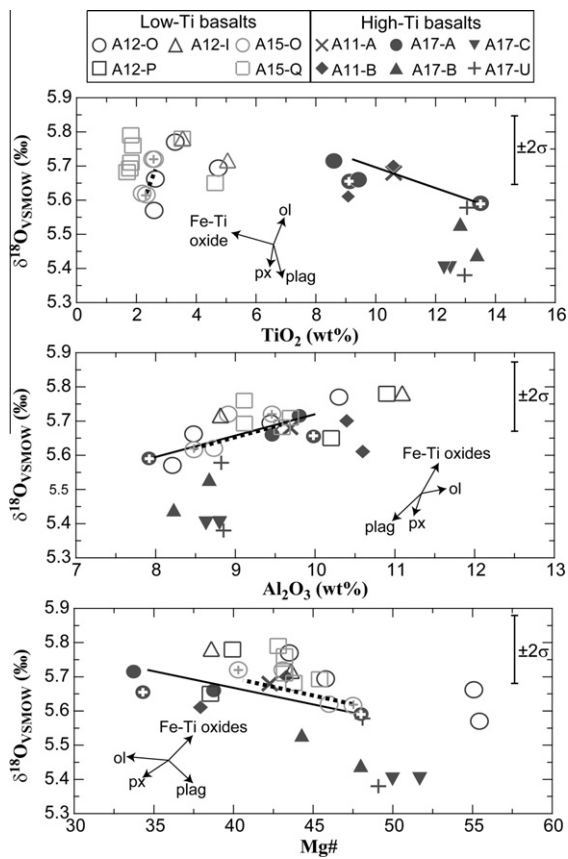 Low-Ti basalts High-Ti basalts
A12-O A12-I A15-O A11-A A17-A A17-C
A12-P A15-Q A11-B A17-B A17-U
5.9
5.8
5.7
5.6
5.5
5.4
5.3
δ18OVSMOW (‰)
±2σ
Fe-Ti oxide
ol
px
plag
0 2 4 6 8 10 12 14 16
TiO2 (wt%)
5.9
5.8
5.7
5.6
5.5
5.4
5.3
δ18OVSMOW (‰)
±2σ
Fe-Ti oxides
ol
px
plag
7 8 9 10 11 12 13
Al2O3 (wt%)
5.9
5.8
5.7
5.6
5.5
5.4
5.3
δ18OVSMOW (‰)
±2σ
Fe-Ti oxides
ol
px
plag
30 35 40 45 50 55 60
Mg#